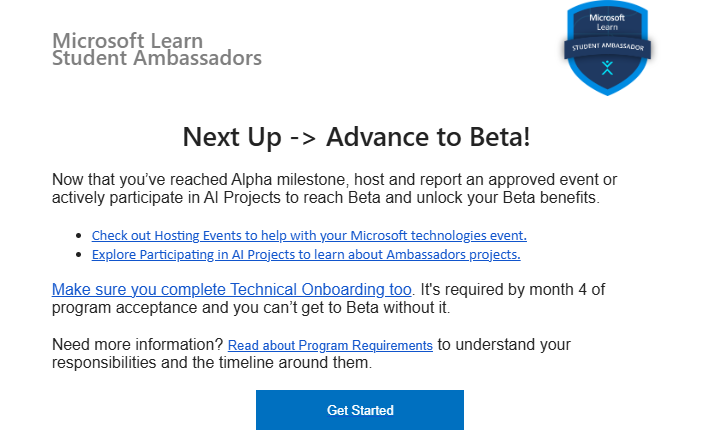 Microsoft Learn
Student Ambassadors
Microsoft
Learn
STUDENT AMBASSADOR
Next Up -> Advance to Beta!
Now that you’ve reached Alpha milestone, host and report an approved event or
actively participate in AI Projects to reach Beta and unlock your Beta benefits.
• Check out Hosting Events to help with your Microsoft technologies event.
• Explore Participating in AI Projects to learn about Ambassadors projects.
Make sure you complete Technical Onboarding too. It's required by month 4 of
program acceptance and you can’t get to Beta without it.
Need more information? Read about Program Requirements to understand your
responsibilities and the timeline around them.
Get Started